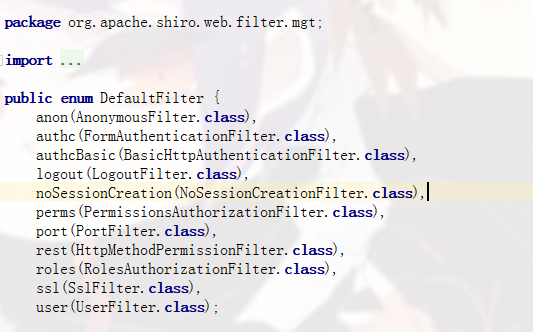 package org.apache.shiro.web.filter.mgt;
import ...
public enum DefaultFilter {
anon(AnonymousFilter.class),
authc(FormAuthenticationFilter.class),
authcBasic(BasicHttpAuthenticationFilter.class),
logout(LogoutFilter.class),
noSessionCreation(NoSessionCreationFilter.class),
perms(PermissionsAuthorizationFilter.class),
port(PortFilter.class),
rest(HttpMethodPermissionFilter.class),
roles(RolesAuthorizationFilter.class),
ssl(SslFilter.class),
user(UserFilter.class);